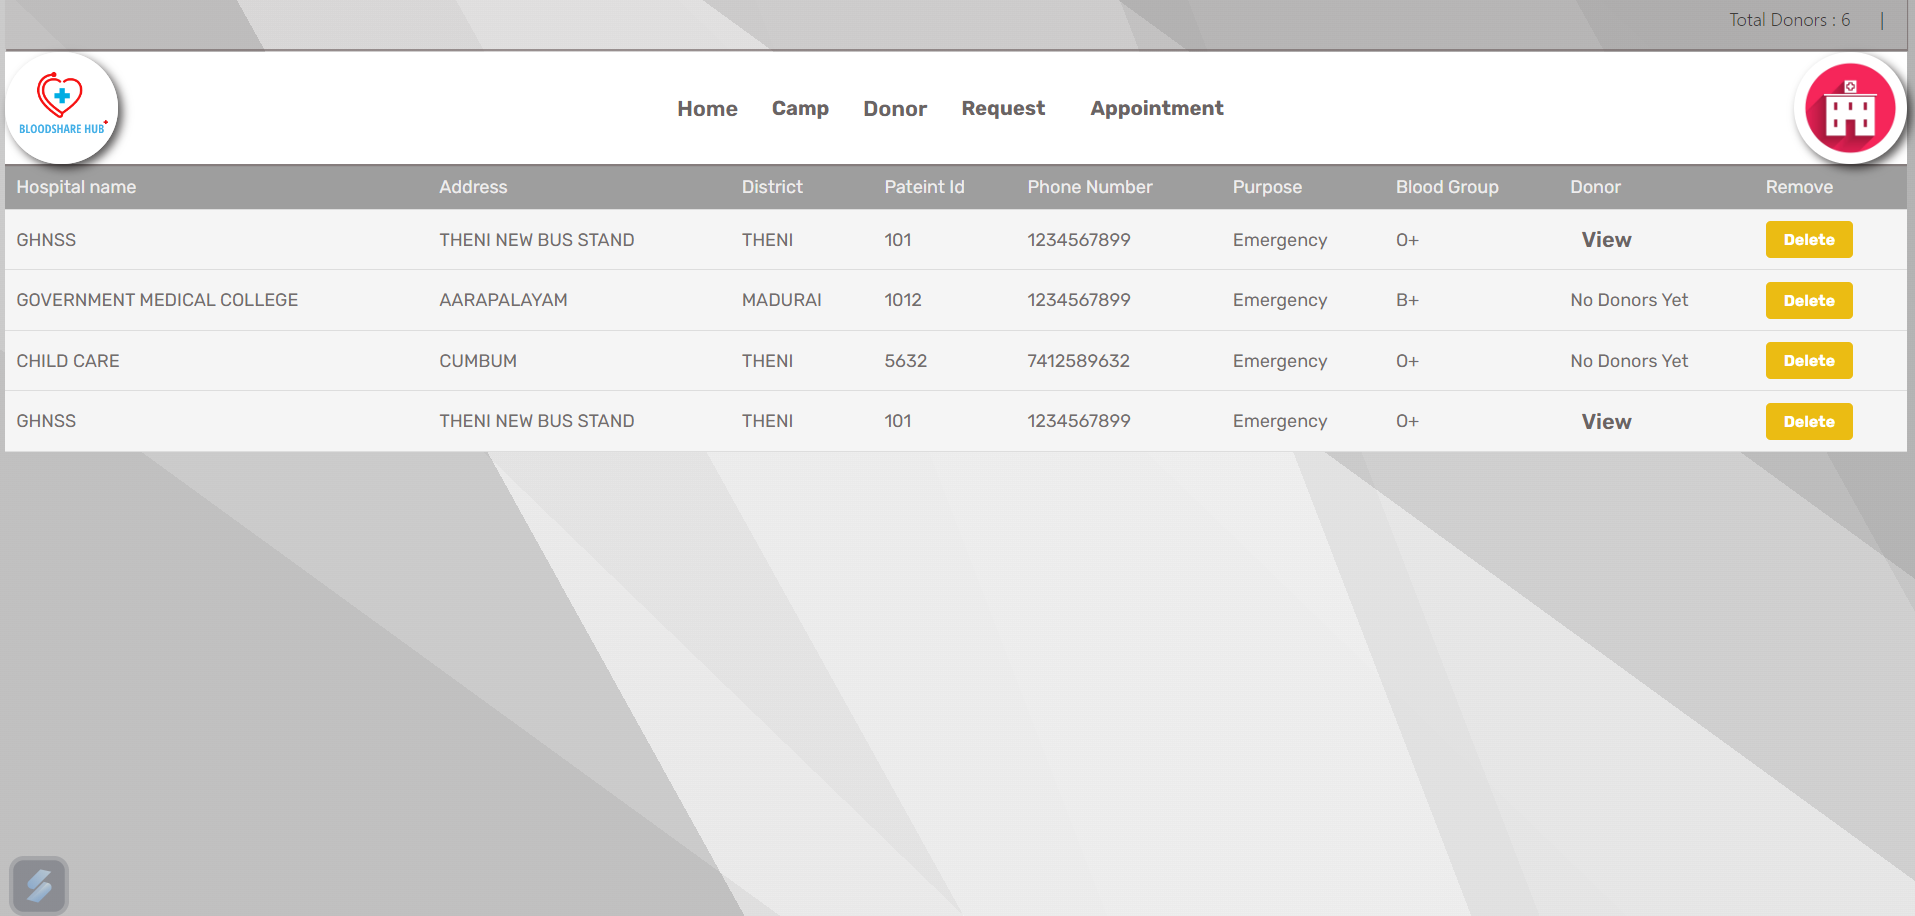 Total Donors : 6 |
BLOODSHARE HUB
Home Camp Donor Request Appointment
Hospital name Address District Pateint Id Phone Number Purpose Blood Group Donor Remove
GHNSS THENI NEW BUS STAND THENI 101 1234567899 Emergency O+ View Delete
GOVERNMENT MEDICAL COLLEGE AARAPALAYAM MADURAI 1012 1234567899 Emergency B+ No Donors Yet Delete
CHILD CARE CUMBUM THENI 5632 7412589632 Emergency O+ No Donors Yet Delete
GHNSS THENI NEW BUS STAND THENI 101 1234567899 Emergency O+ View Delete